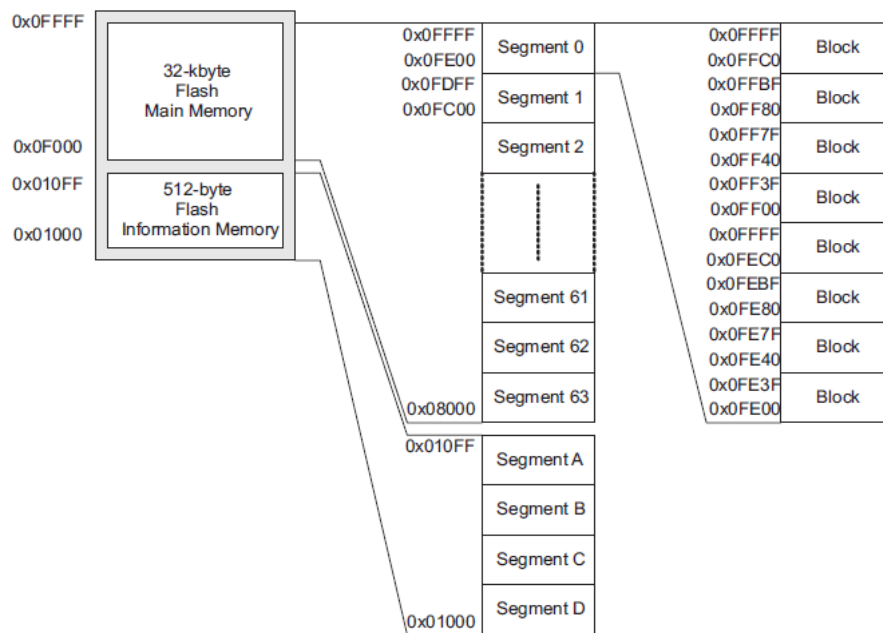 0x0FFFF
32-kbyte
Flash
Main Memory
0x0F000
0x010FF
512-byte
Flash
Information Memory
0x01000
0x0FFFF
0x0FE00
Segment 0
0x0FDFF
0x0FC00
Segment 1
Segment 2
Segment 61
Segment 62
0x08000
Segment 63
0x010FF
Segment A
Segment B
Segment C
0x01000
Segment D
0x0FFFF
0x0FFC0
Block
0x0FFBF
0x0FF80
Block
0x0FF7F
0x0FF40
Block
0x0FF3F
0x0FF00
Block
0x0FFFF
0x0FEC0
Block
0x0FEBF
0x0FE80
Block
0x0FE7F
0x0FE40
Block
0x0FE3F
0x0FE00
Block